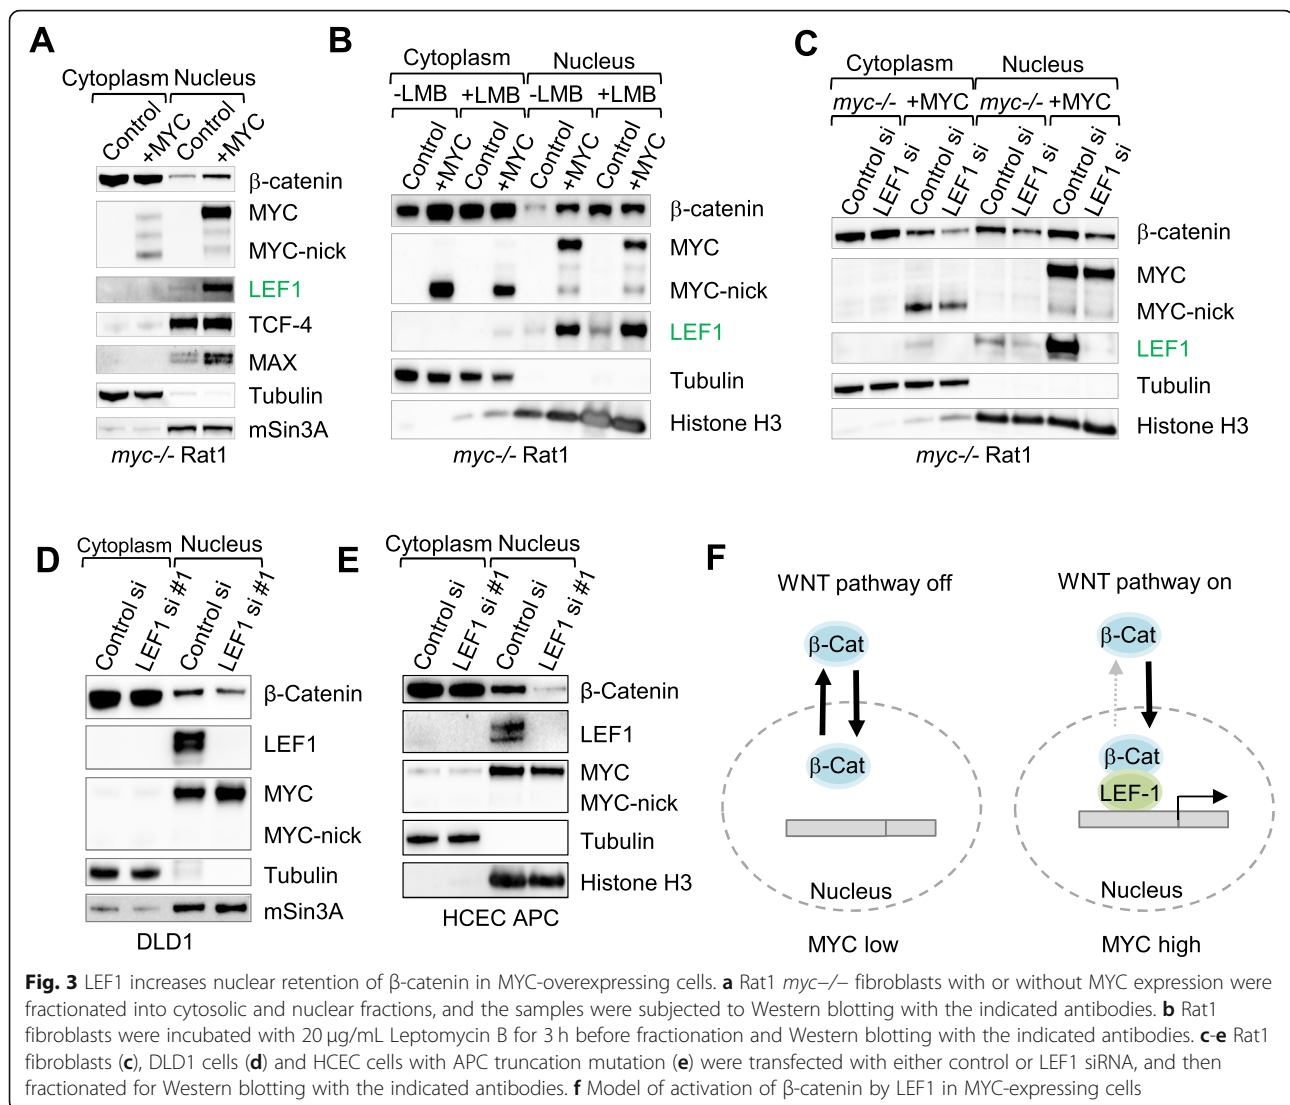 A
Cytoplasm Nucleus
Control
+MYC
Control
+MYC
β-catenin
MYC
MYC-nick
LEF1
TCF-4
MAX
Tubulin
mSin3A
myc-/- Rat1
B
Cytoplasm Nucleus
-LMB +LMB -LMB +LMB
Control
+MYC
Control
+MYC
Control
+MYC
Control
+MYC
β-catenin
MYC
MYC-nick
LEF1
Tubulin
Histone H3
myc-/- Rat1
C
Cytoplasm Nucleus
myc-/- +MYC myc-/- +MYC
Control si
LEF1 si
Control si
LEF1 si
Control si
LEF1 si
Control si
LEF1 si
β-catenin
MYC
MYC-nick
LEF1
Tubulin
Histone H3
myc-/- Rat1
D
Cytoplasm Nucleus
Control si
LEF1 si #1
Control si
LEF1 si #1
β-Catenin
LEF1
MYC
MYC-nick
Tubulin
mSin3A
DLD1
E
Cytoplasm Nucleus
Control si
LEF1 si #1
Control si
LEF1 si #1
β-Catenin
LEF1
MYC
MYC-nick
Tubulin
Histone H3
HCEC APC
F
WNT pathway off
β-Cat
β-Cat
Nucleus
MYC low
WNT pathway on
β-Cat
β-Cat
LEF-1
Nucleus
MYC high
Fig. 3 LEF1 increases nuclear retention of β-catenin in MYC-overexpressing cells. a Rat1 myc−/− fibroblasts with or without MYC expression were
fractionated into cytosolic and nuclear fractions, and the samples were subjected to Western blotting with the indicated antibodies. b Rat1
fibroblasts were incubated with 20 μg/mL Leptomycin B for 3 h before fractionation and Western blotting with the indicated antibodies. c-e Rat1
fibroblasts (c), DLD1 cells (d) and HCEC cells with APC truncation mutation (e) were transfected with either control or LEF1 siRNA, and then
fractionated for Western blotting with the indicated antibodies. f Model of activation of β-catenin by LEF1 in MYC-expressing cells